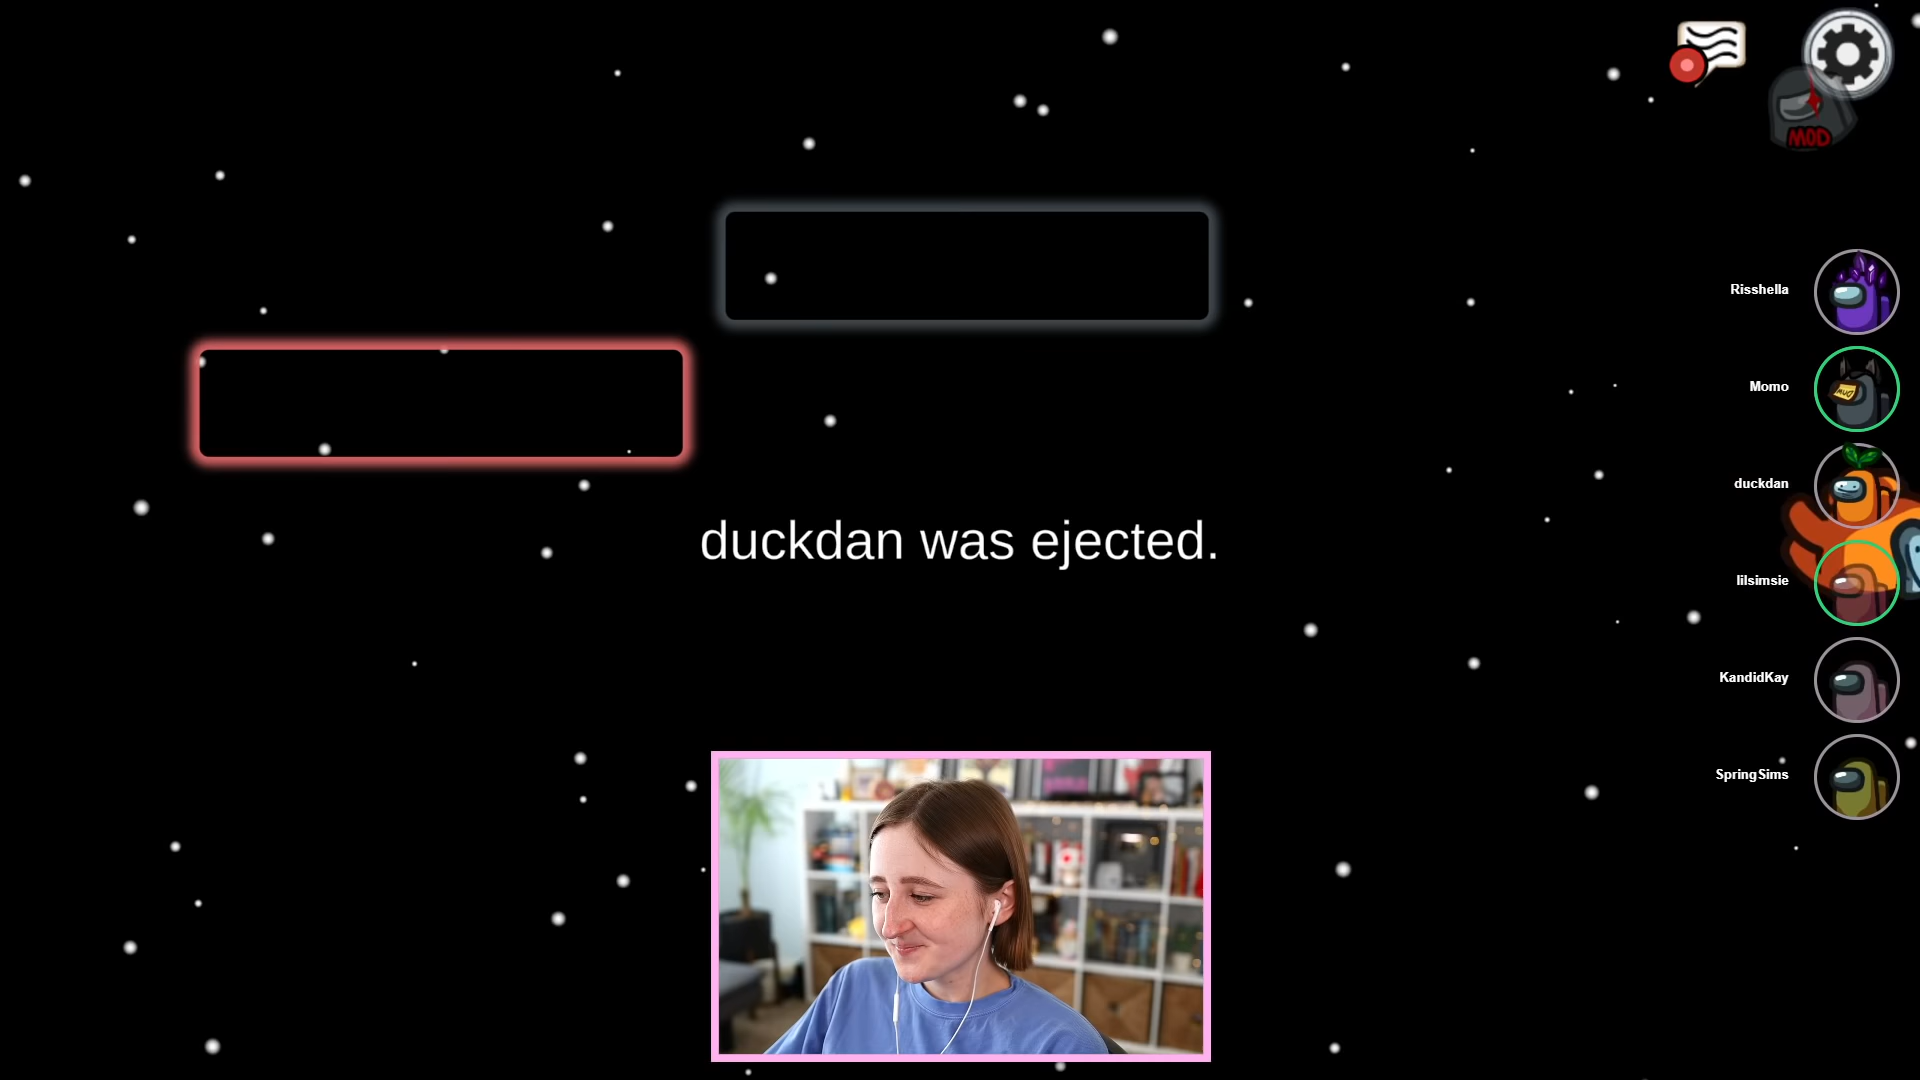 MOD
Risshella
Momo
duckdan
duckdan was ejected.
lilsimsie
KandidKay
SpringSims